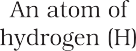 An atom of
hydrogen (H)